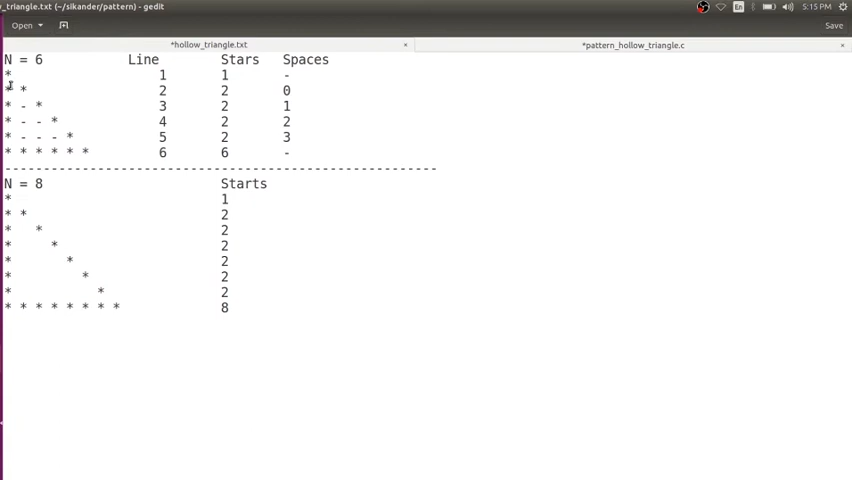 v_triangle.txt (~/sikander/pattern) - gedit
En
5:15 PM
Open
Save
*hollow_triangle.txt ×
*pattern_hollow_triangle.c ×
N = 6 Line Stars Spaces
* 1 1 -
* * 2 2 0
* - * 3 2 1
* - - * 4 2 2
* - - - * 5 2 3
* * * * * * 6 6 -
--------------------------------------------------------
N = 8 Starts
* 1
* * 2
*   * 2
*     * 2
*       * 2
*         * 2
*           * 2
* * * * * * * * 8